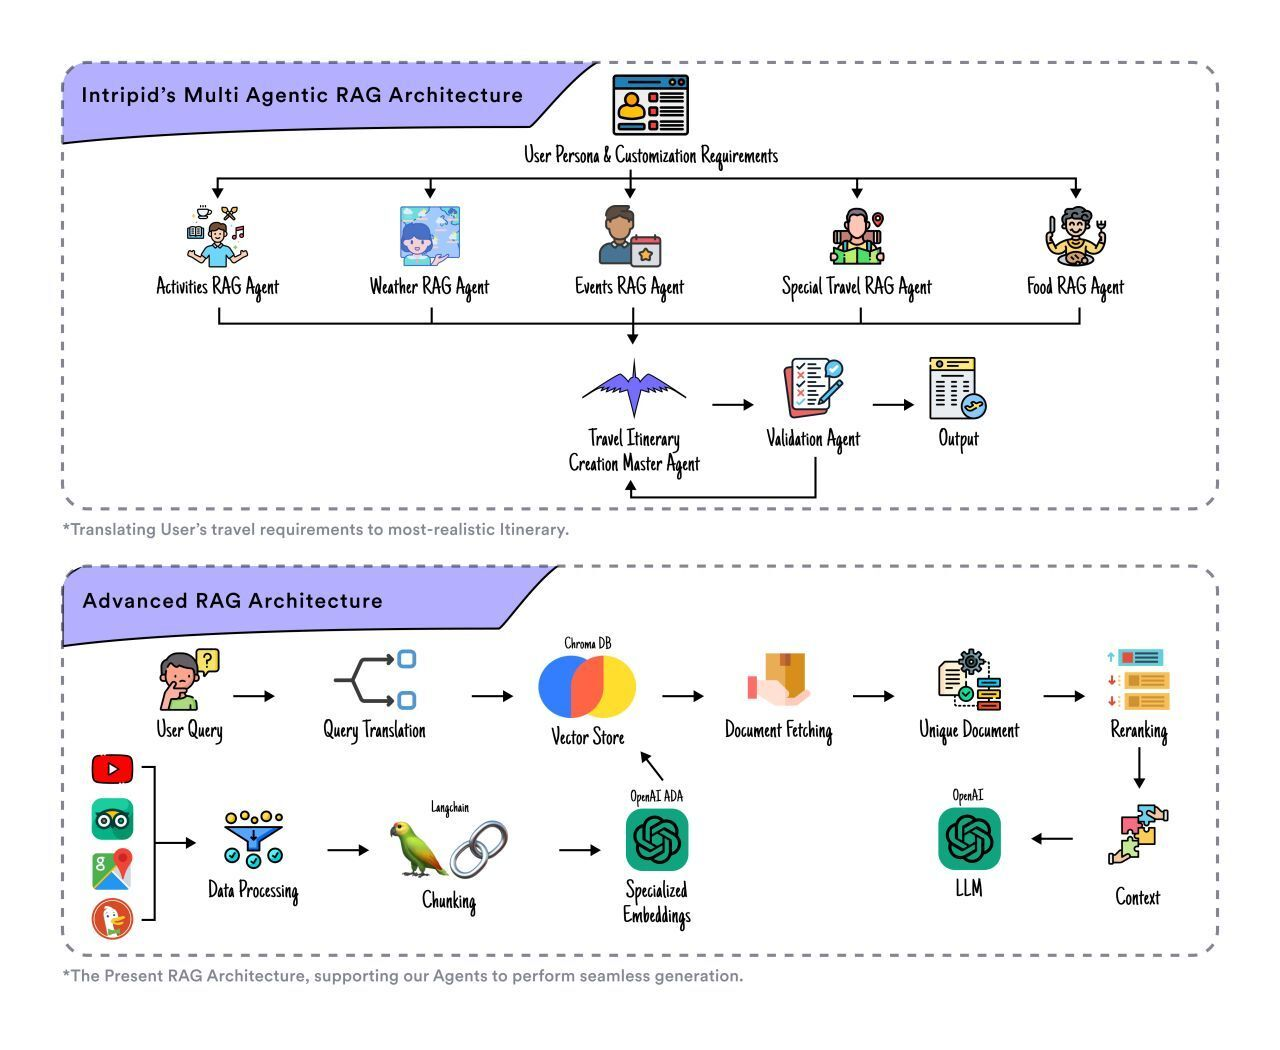 Intripid's Multi Agentic RAG Architecture
User Persona & Customization Requirements
Activities RAG Agent
Weather RAG Agent
Events RAG Agent
Special Travel RAG Agent
Food RAG Agent
Travel Itinerary
Creation Master Agent
Validation Agent
Output
*Translating User's travel requirements to most-realistic Itinerary.
Advanced RAG Architecture
?
User Query
Query Translation
Chroma DB
Vector Store
Document Fetching
Unique Document
Reranking
g
Data Processing
Langchain
Chunking
OpenAI ADA
Specialized
Embeddings
OpenAI
LLM
Context
*The Present RAG Architecture, supporting our Agents to perform seamless generation.